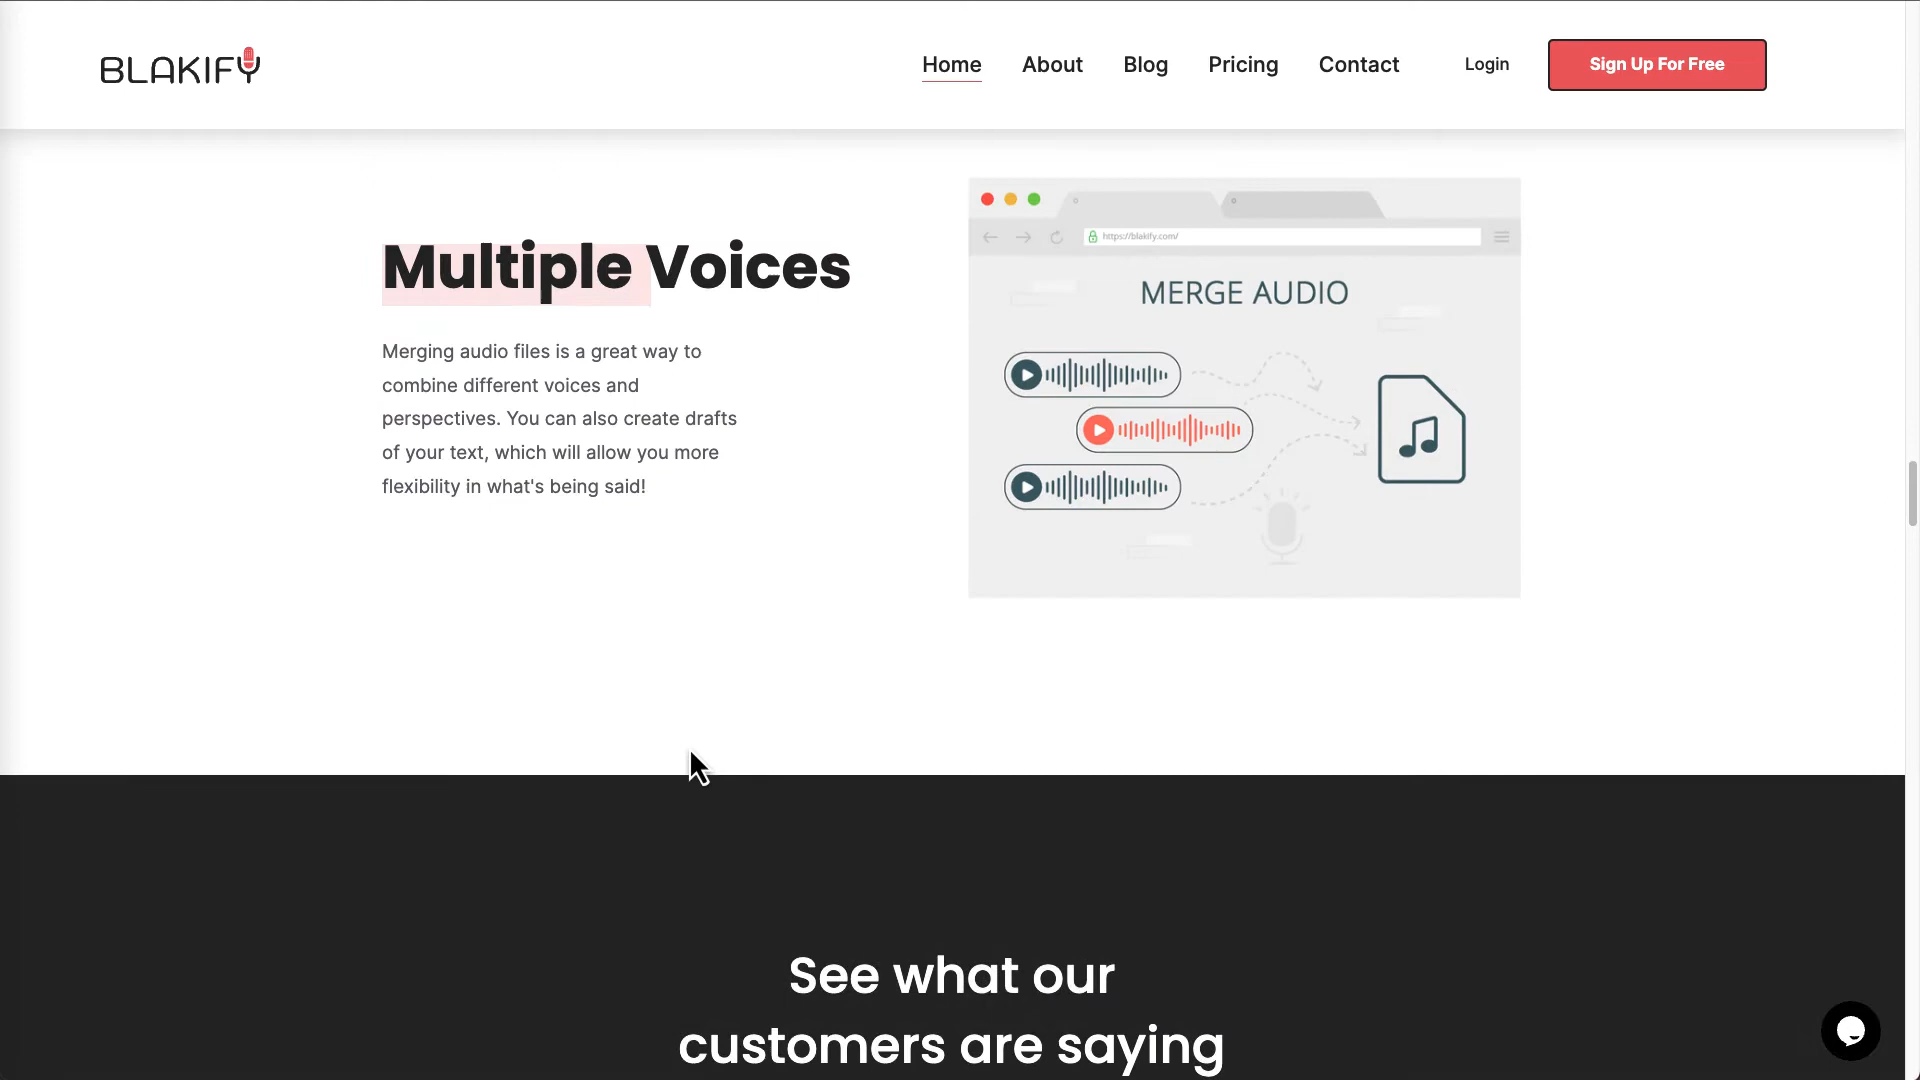 BLAKIFY
Home About Blog Pricing Contact Login Sign Up For Free
Multiple Voices
Merging audio files is a great way to
combine different voices and
perspectives. You can also create drafts
of your text, which will allow you more
flexibility in what's being said!
https://blakify.com/
MERGE AUDIO
See what our
customers are saying